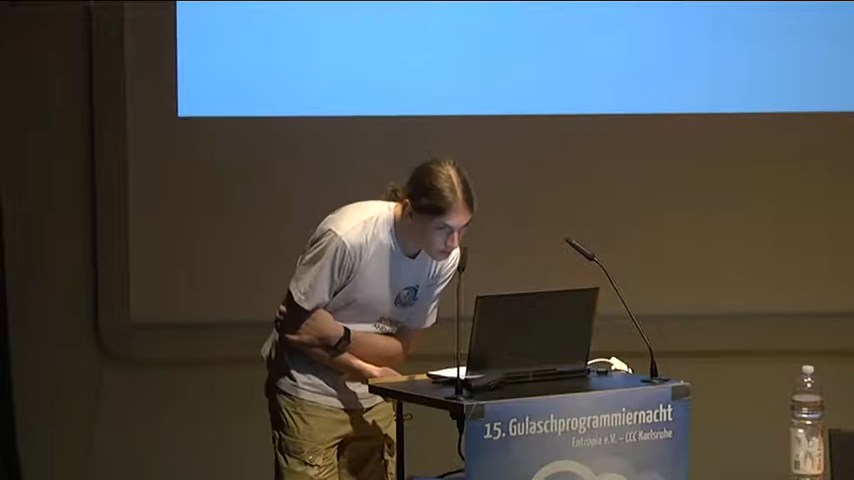 15. Gulaschprogrammiernacht
Entropia e.V. – CCC Karlsruhe